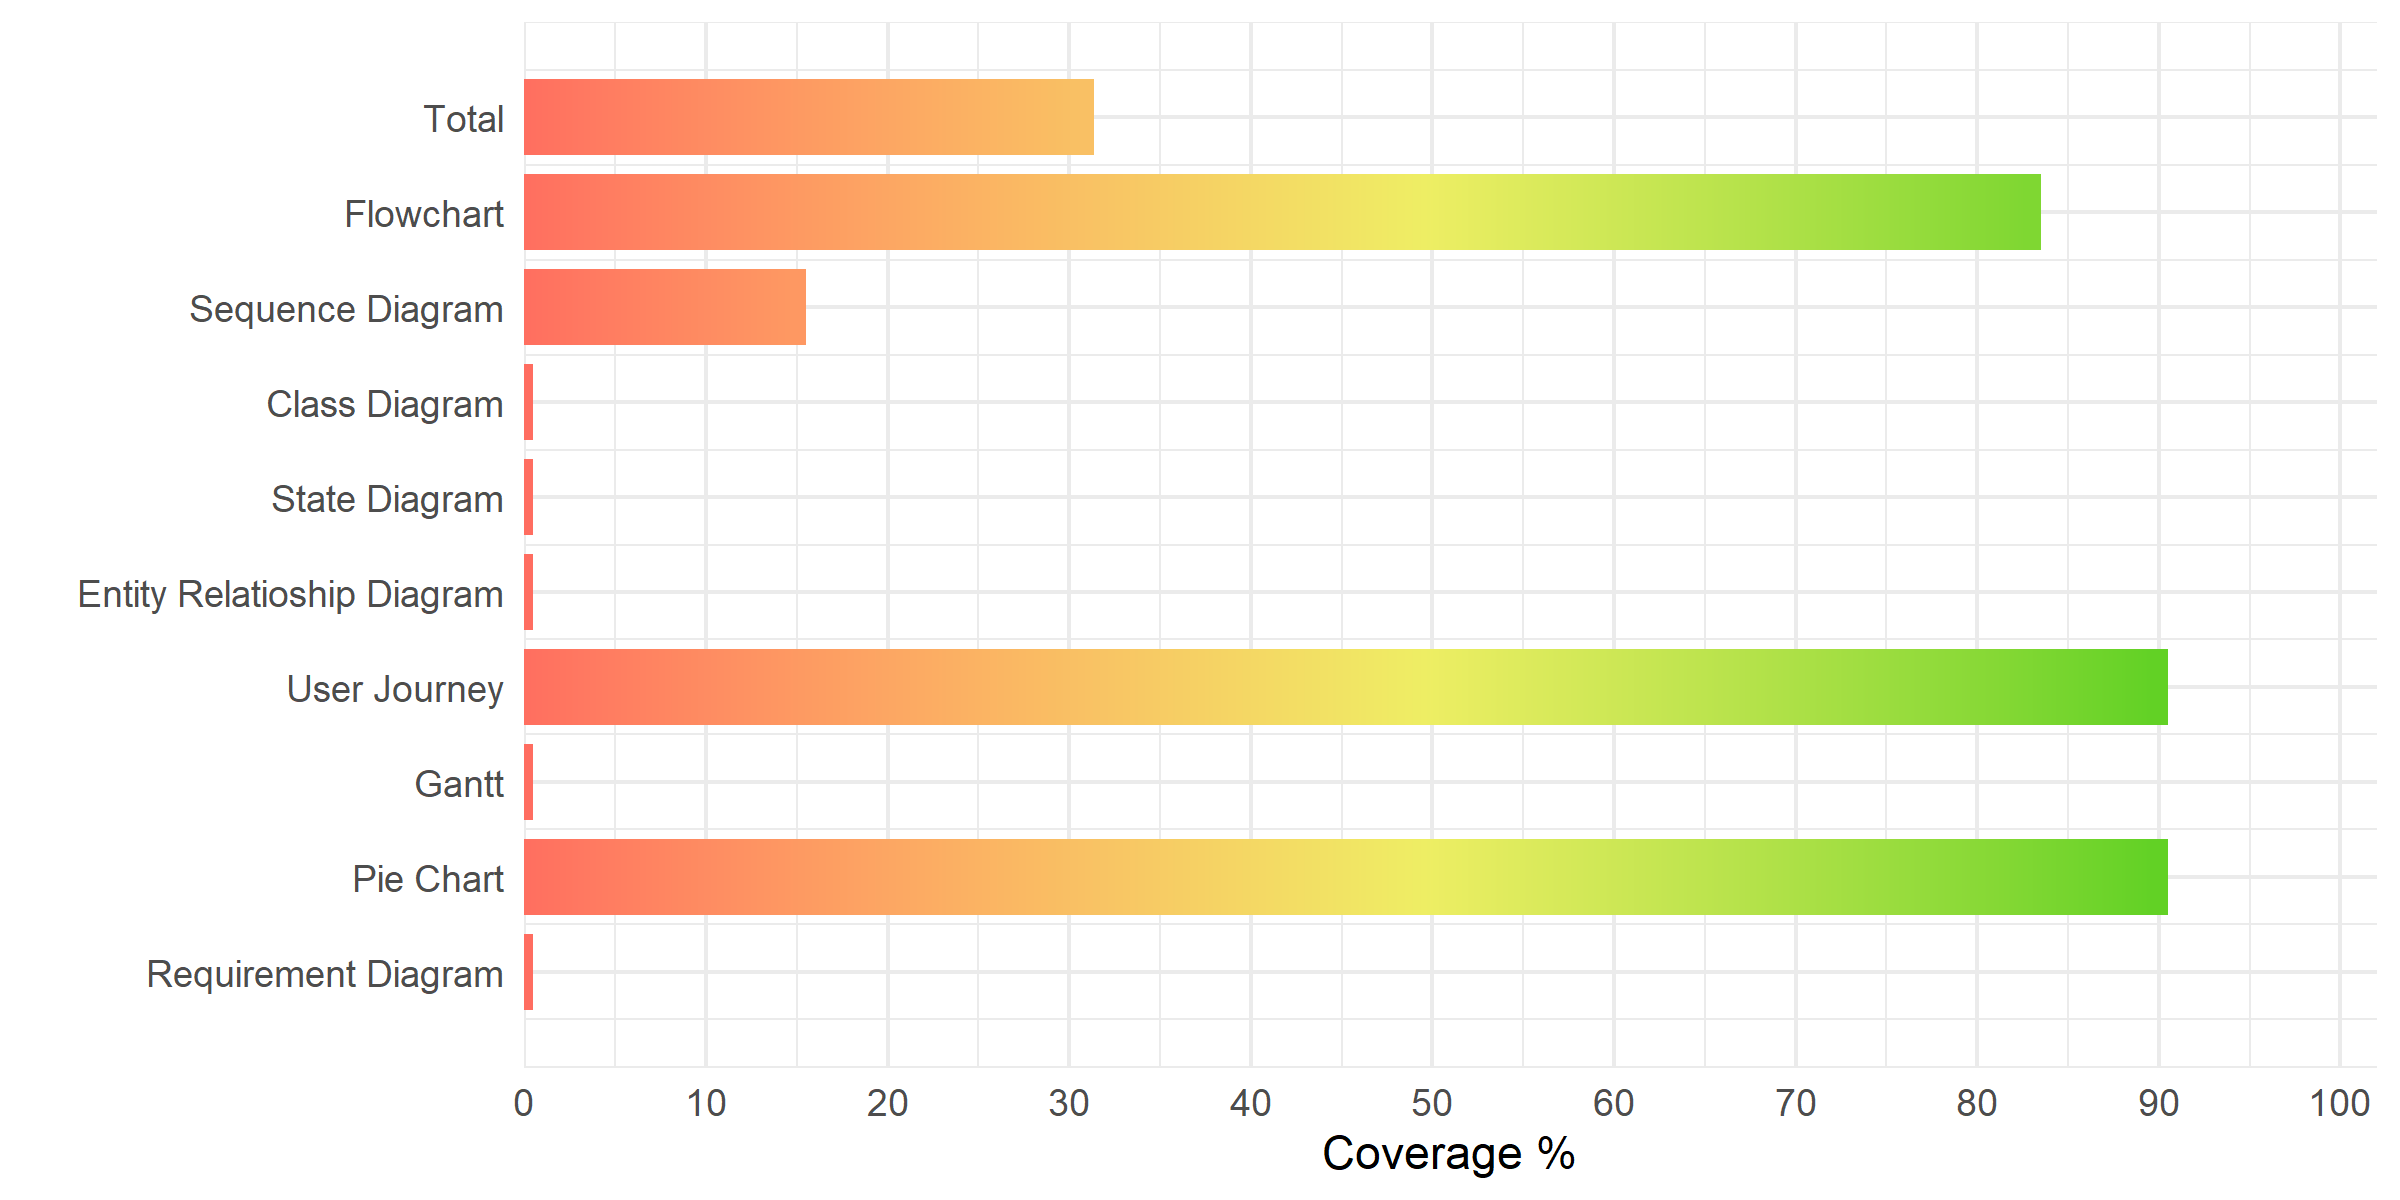 Total
Flowchart
Sequence Diagram
Class Diagram
State Diagram
Entity Relatioship Diagram
User Journey
Gantt
Pie Chart
Requirement Diagram
0 10 20 30 40 50 60 70 80 90 100
Coverage %